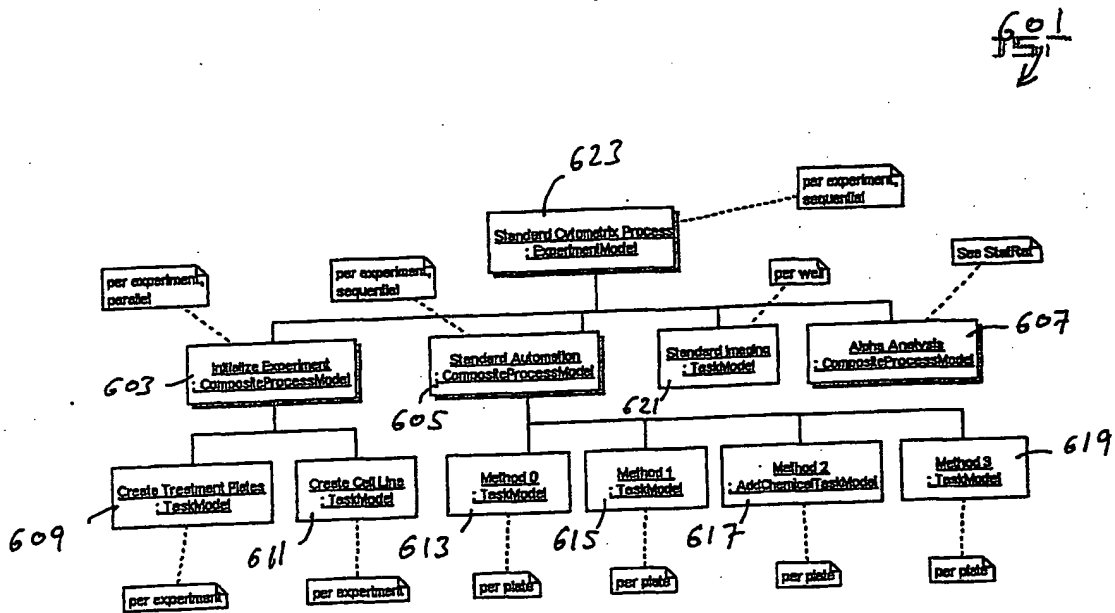 601
623
per experiment,
sequential
Standard Cytometrix Process
: ExperimentModel
per experiment,
parallel
per experiment,
sequential
per well
See StatRat
607
Initialize Experiment
: CompositeProcessModel
Standard Automation
: CompositeProcessModel
Standard Imaging
: TaskModel
Alpha Analysis
: CompositeProcessModel
603
605
621
619
Create Treatment Plates
: TaskModel
Create Cell Line
: TaskModel
Method 0
: TaskModel
Method 1
: TaskModel
Method 2
: AddChemicalTaskModel
Method 3
: TaskModel
609
611
613
615
617
per experiment
per experiment
per plate
per plate
per plate
per plate